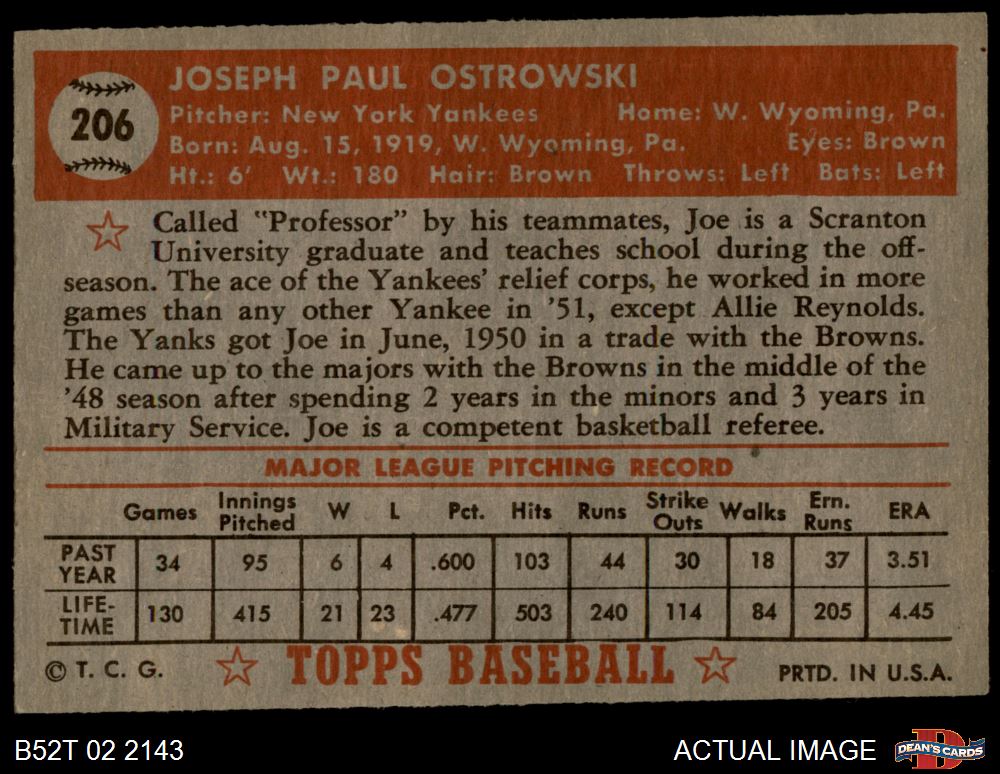 206
JOSEPH PAUL OSTROWSKI
Pitcher: New York Yankees Home: W. Wyoming, Pa.
Born: Aug. 15, 1919, W. Wyoming, Pa. Eyes: Brown
Ht.: 6' Wt.: 180 Hair: Brown Throws: Left Bats: Left
Called "Professor" by his teammates, Joe is a Scranton
University graduate and teaches school during the off-
season. The ace of the Yankees' relief corps, he worked in more
games than any other Yankee in '51, except Allie Reynolds.
The Yanks got Joe in June, 1950 in a trade with the Browns.
He came up to the majors with the Browns in the middle of the
'48 season after spending 2 years in the minors and 3 years in
Military Service. Joe is a competent basketball referee.
MAJOR LEAGUE PITCHING RECORD
Games Innings Pitched W L Pct. Hits Runs Strike Outs Walks Ern. Runs ERA
PAST YEAR 34 95 6 4 .600 103 44 30 18 37 3.51
LIFE-TIME 130 415 21 23 .477 503 240 114 84 205 4.45
© T. C. G. TOPPS BASEBALL PRTD. IN U.S.A.
B52T 02 2143 ACTUAL IMAGE D DEAN'S CARDS